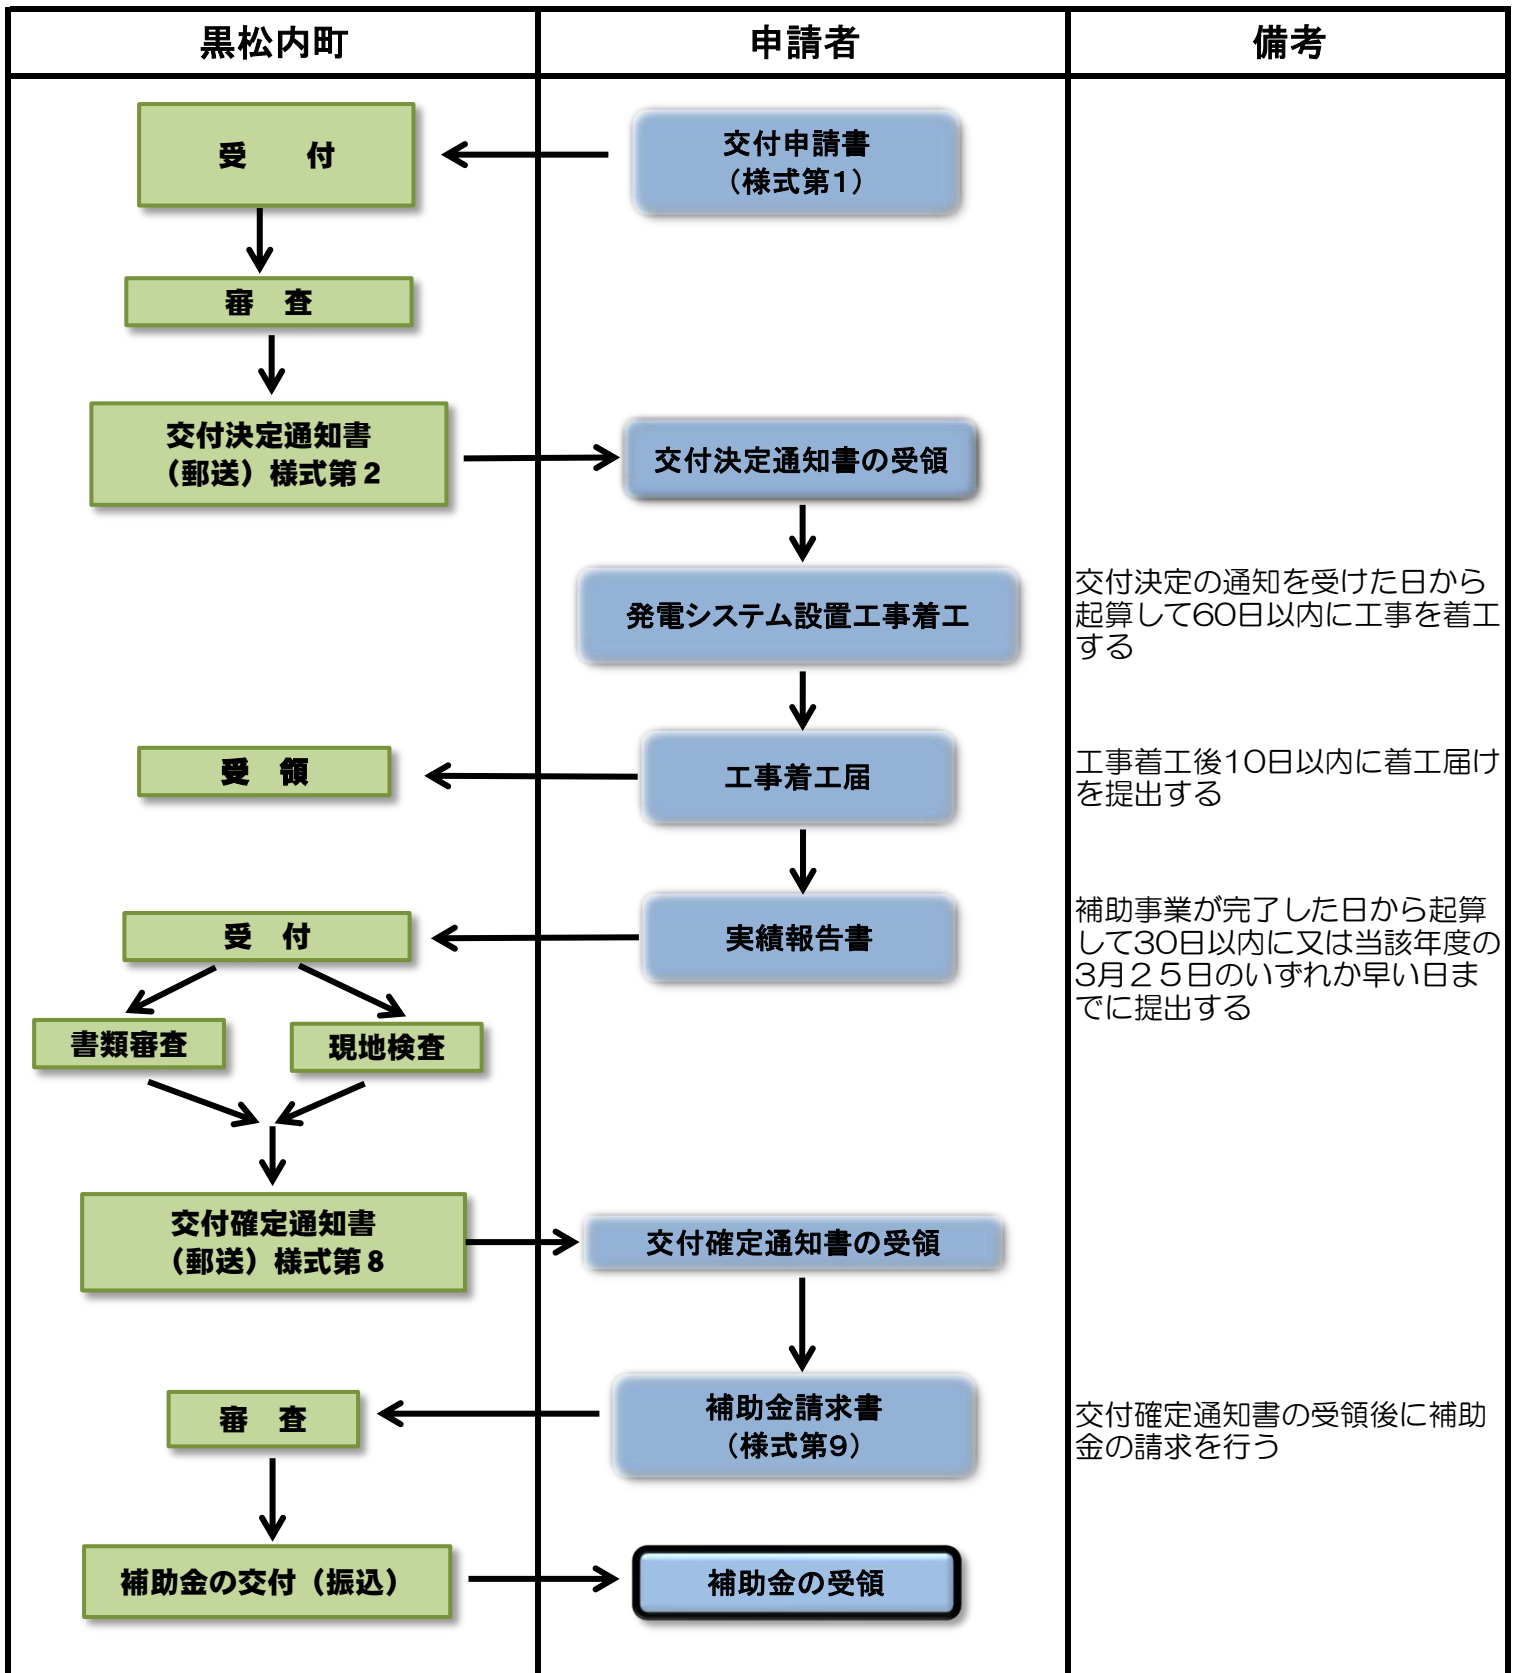 黒松内町
申請者
備考
受　　付
交付申請書
（様式第1）
審　査
交付決定通知書
（郵送）様式第２
交付決定通知書の受領
発電システム設置工事着工
交付決定の通知を受けた日から
起算して60日以内に工事を着工
する
受　領
工事着工届
工事着工後10日以内に着工届け
を提出する
受　付
実績報告書
補助事業が完了した日から起算
して30日以内に又は当該年度の
3月２５日のいずれか早い日ま
でに提出する
書類審査
現地検査
交付確定通知書
（郵送）様式第８
交付確定通知書の受領
審　査
補助金請求書
（様式第9）
交付確定通知書の受領後に補助
金の請求を行う
補助金の交付（振込）
補助金の受領